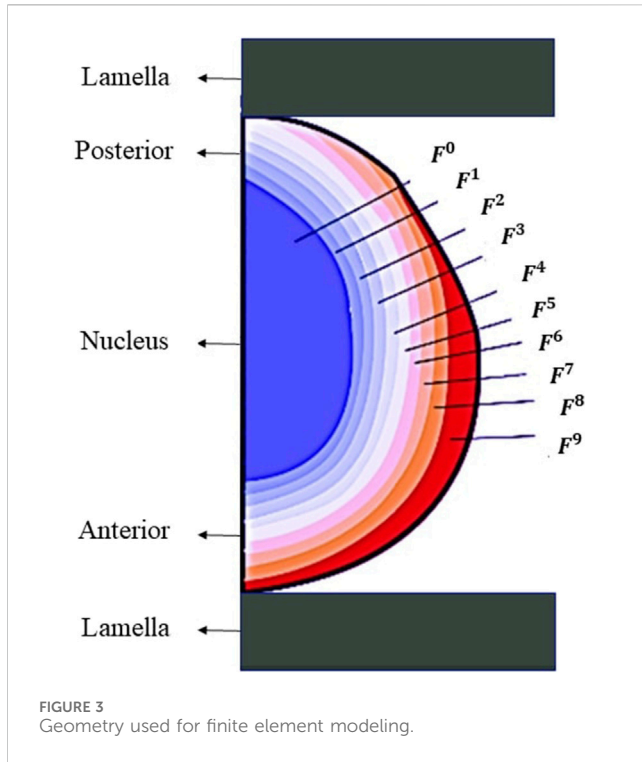 Lamella
Posterior
F⁰
F¹
F²
F³
F⁴
F⁵
Nucleus
F⁶
F⁷
F⁸
F⁹
Anterior
Lamella
FIGURE 3
Geometry used for finite element modeling.